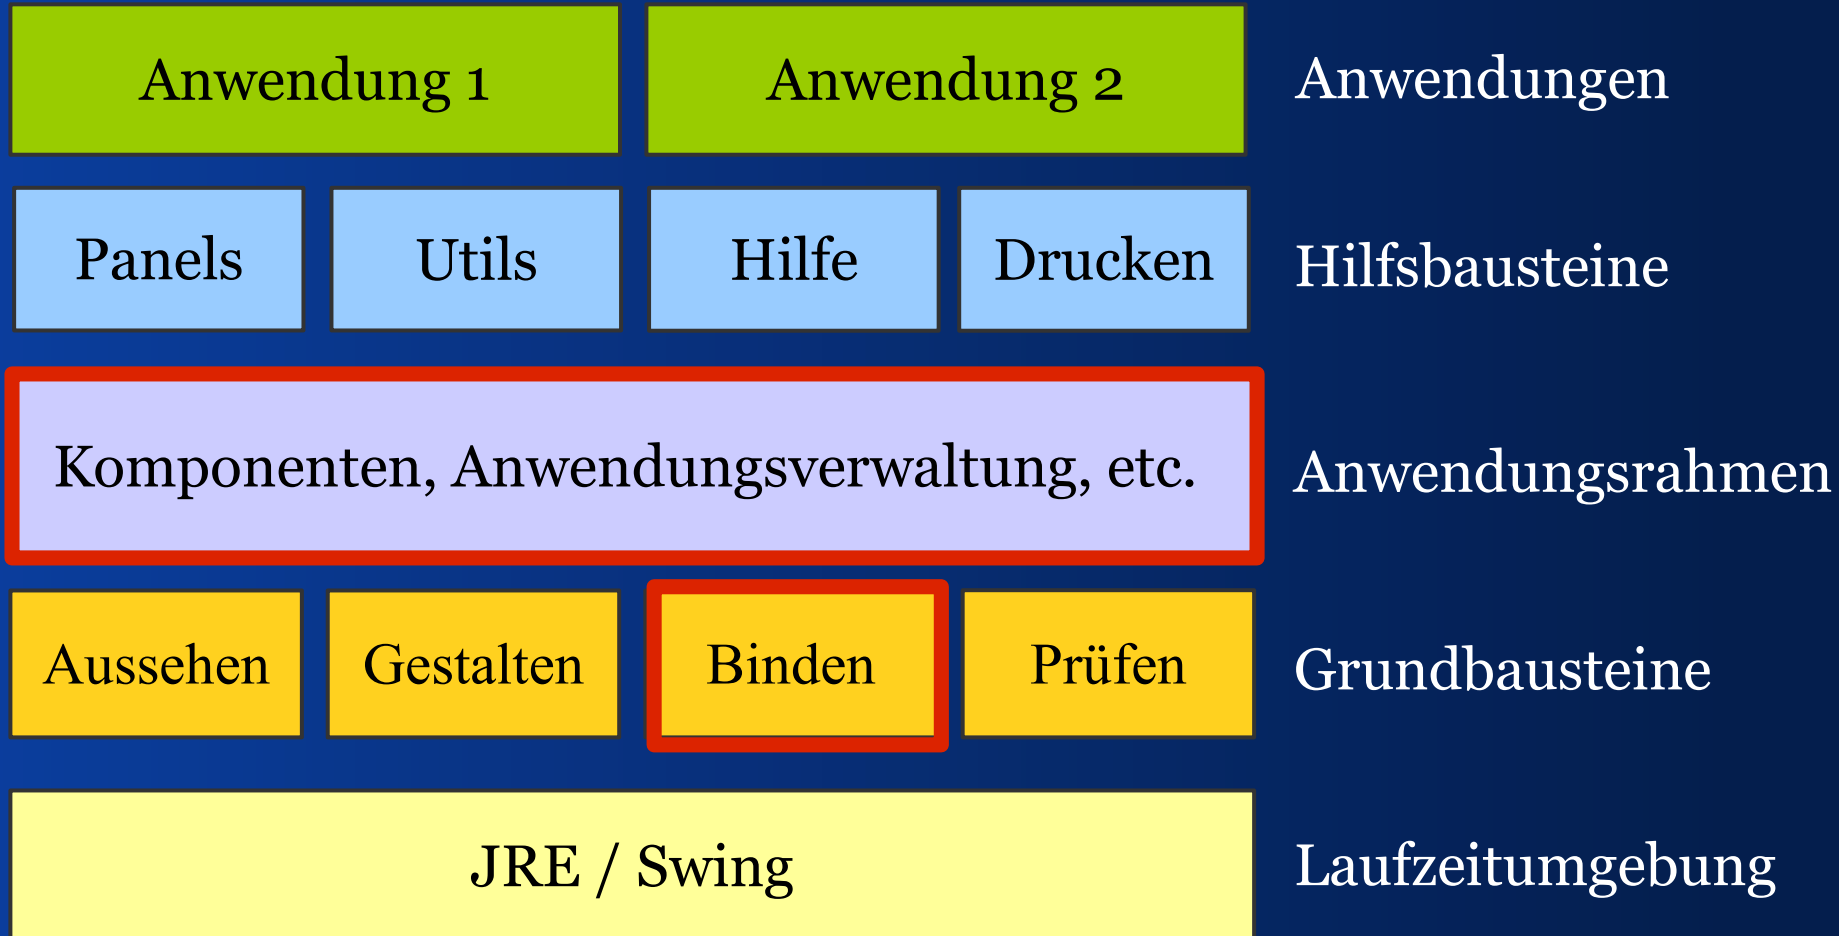 Anwendung 1
Anwendung 2
Anwendungen
Panels
Utils
Hilfe
Drucken
Hilfsbausteine
Komponenten, Anwendungsverwaltung, etc.
Anwendungsrahmen
Aussehen
Gestalten
Binden
Prüfen
Grundbausteine
JRE / Swing
Laufzeitumgebung